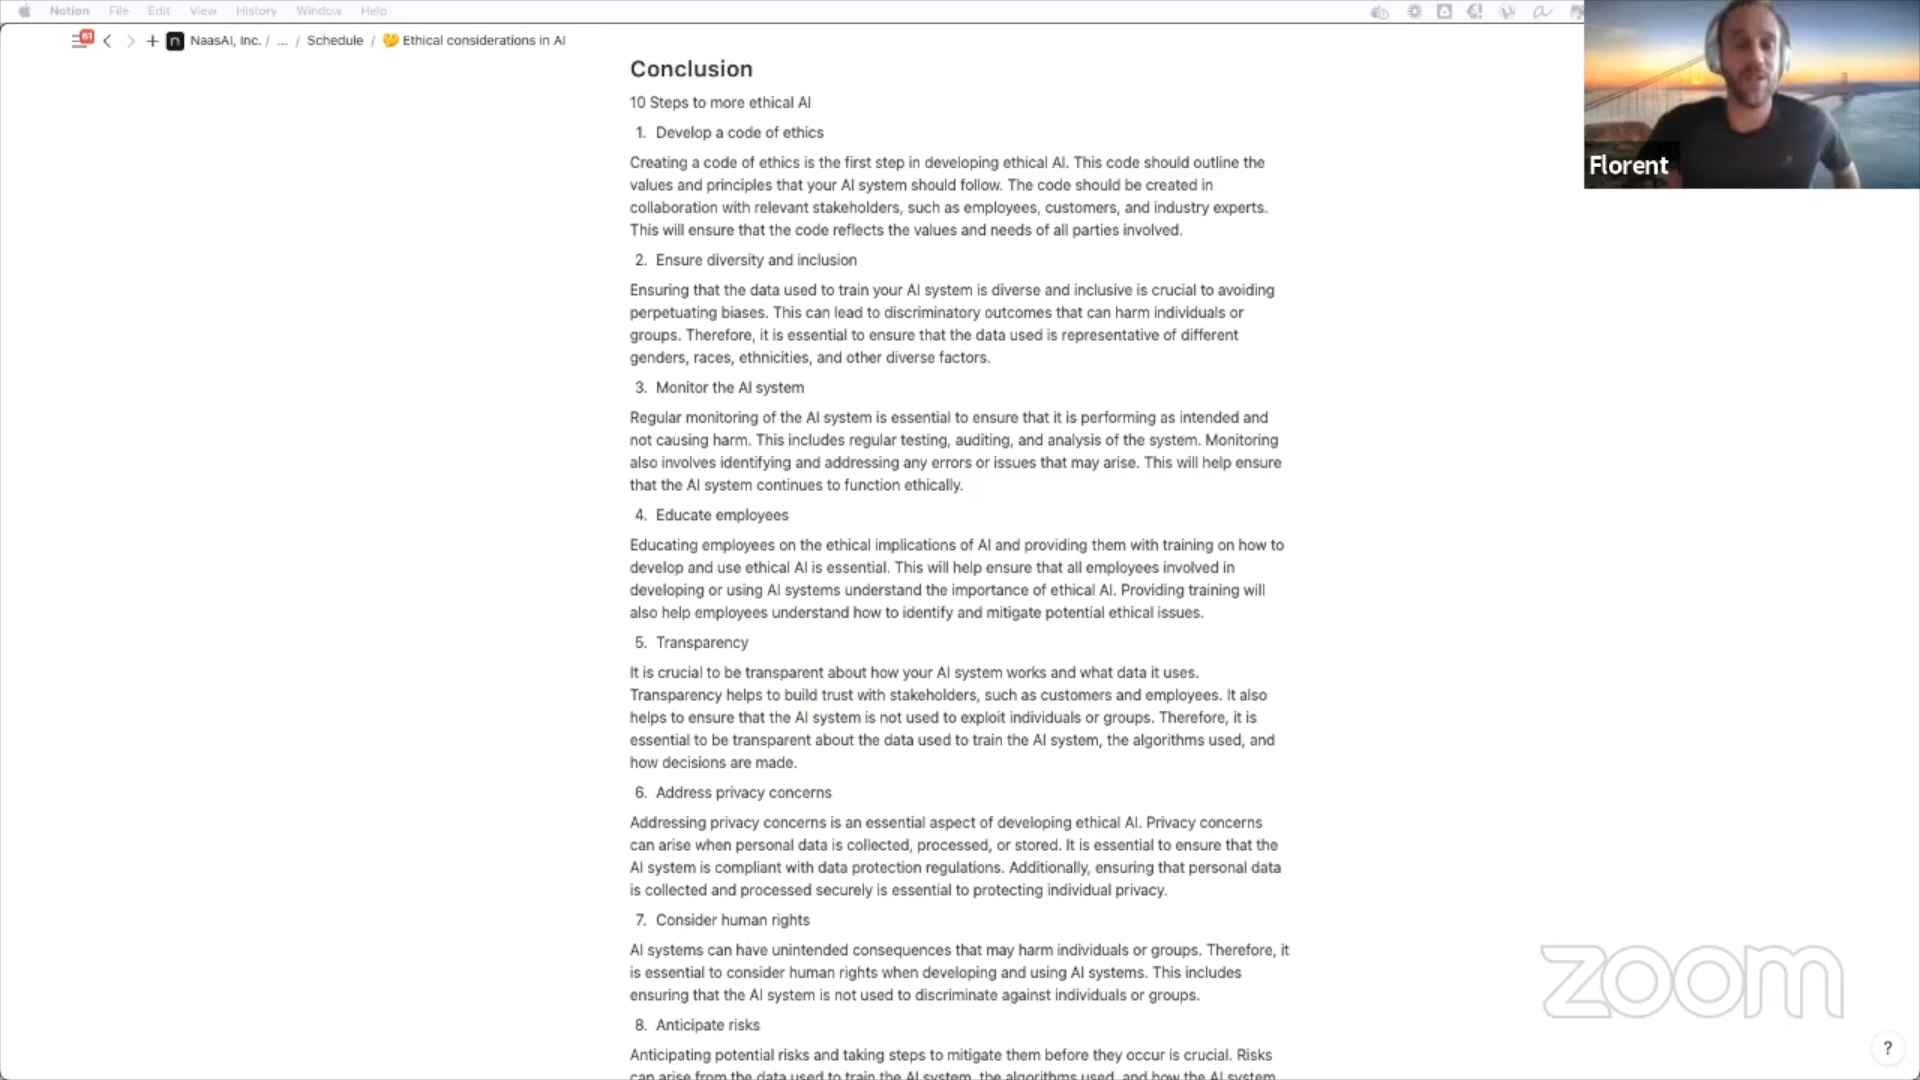 Notion File Edit View History Window Help
61
NaasAI, Inc. / ... / Schedule / 🤔 Ethical considerations in AI
Florent
Conclusion
10 Steps to more ethical AI
1. Develop a code of ethics
Creating a code of ethics is the first step in developing ethical AI. This code should outline the
values and principles that your AI system should follow. The code should be created in
collaboration with relevant stakeholders, such as employees, customers, and industry experts.
This will ensure that the code reflects the values and needs of all parties involved.
2. Ensure diversity and inclusion
Ensuring that the data used to train your AI system is diverse and inclusive is crucial to avoiding
perpetuating biases. This can lead to discriminatory outcomes that can harm individuals or
groups. Therefore, it is essential to ensure that the data used is representative of different
genders, races, ethnicities, and other diverse factors.
3. Monitor the AI system
Regular monitoring of the AI system is essential to ensure that it is performing as intended and
not causing harm. This includes regular testing, auditing, and analysis of the system. Monitoring
also involves identifying and addressing any errors or issues that may arise. This will help ensure
that the AI system continues to function ethically.
4. Educate employees
Educating employees on the ethical implications of AI and providing them with training on how to
develop and use ethical AI is essential. This will help ensure that all employees involved in
developing or using AI systems understand the importance of ethical AI. Providing training will
also help employees understand how to identify and mitigate potential ethical issues.
5. Transparency
It is crucial to be transparent about how your AI system works and what data it uses.
Transparency helps to build trust with stakeholders, such as customers and employees. It also
helps to ensure that the AI system is not used to exploit individuals or groups. Therefore, it is
essential to be transparent about the data used to train the AI system, the algorithms used, and
how decisions are made.
6. Address privacy concerns
Addressing privacy concerns is an essential aspect of developing ethical AI. Privacy concerns
can arise when personal data is collected, processed, or stored. It is essential to ensure that the
AI system is compliant with data protection regulations. Additionally, ensuring that personal data
is collected and processed securely is essential to protecting individual privacy.
7. Consider human rights
AI systems can have unintended consequences that may harm individuals or groups. Therefore, it
is essential to consider human rights when developing and using AI systems. This includes
ensuring that the AI system is not used to discriminate against individuals or groups.
8. Anticipate risks
Anticipating potential risks and taking steps to mitigate them before they occur is crucial. Risks
can arise from the data used to train the AI system, the algorithms used, and how the AI system
zoom
?